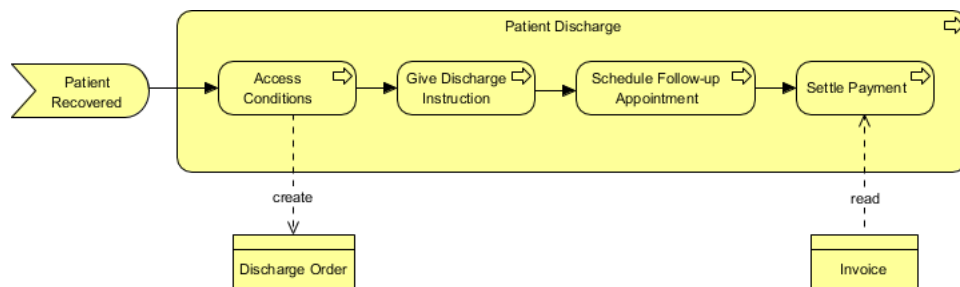 Patient Discharge
Patient
Recovered
Access
Conditions
Give Discharge
Instruction
Schedule Follow-up
Appointment
Settle Payment
create
read
Discharge Order
Invoice